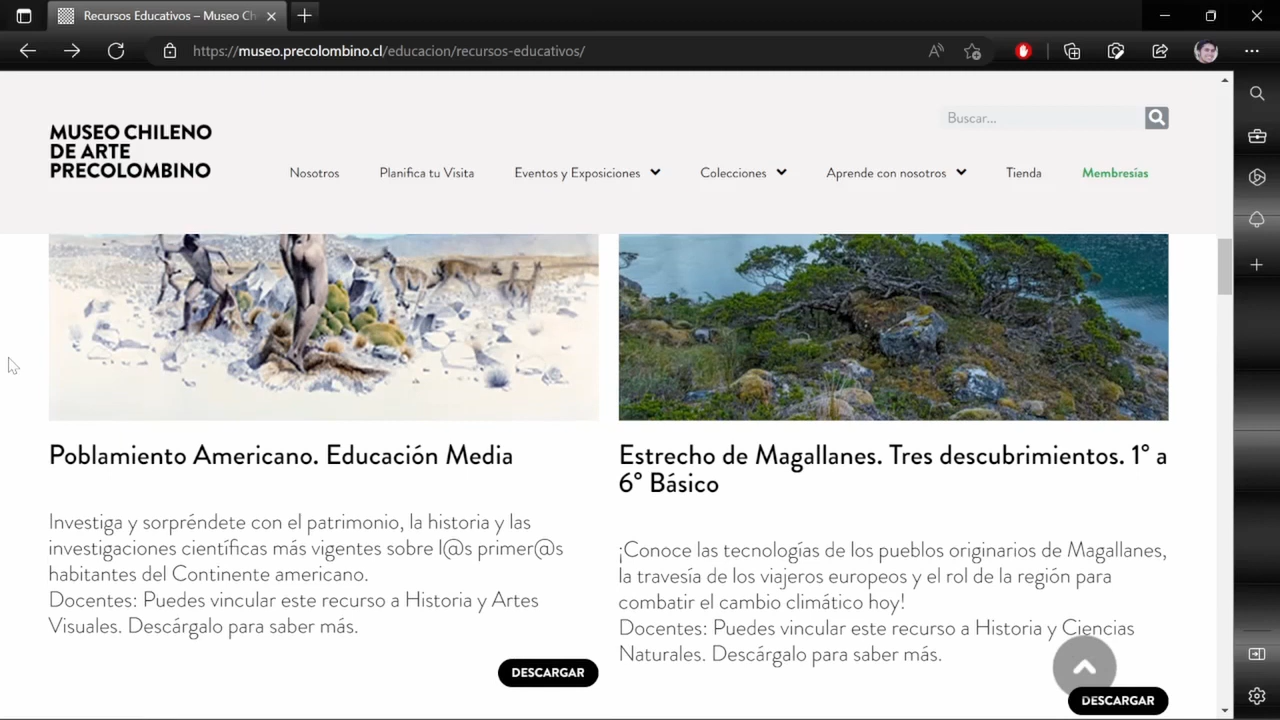 Recursos Educativos – Museo Ch
https://museo.precolombino.cl/educacion/recursos-educativos/
Buscar...
MUSEO CHILENO
DE ARTE
PRECOLOMBINO
Nosotros
Planifica tu Visita
Eventos y Exposiciones
Colecciones
Aprende con nosotros
Tienda
Membresías
Poblamiento Americano. Educación Media
Investiga y sorpréndete con el patrimonio, la historia y las
investigaciones científicas más vigentes sobre l@s primer@s
habitantes del Continente americano.
Docentes: Puedes vincular este recurso a Historia y Artes
Visuales. Descárgalo para saber más.
DESCARGAR
Estrecho de Magallanes. Tres descubrimientos. 1° a
6° Básico
¡Conoce las tecnologías de los pueblos originarios de Magallanes,
la travesía de los viajeros europeos y el rol de la región para
combatir el cambio climático hoy!
Docentes: Puedes vincular este recurso a Historia y Ciencias
Naturales. Descárgalo para saber más.
DESCARGAR